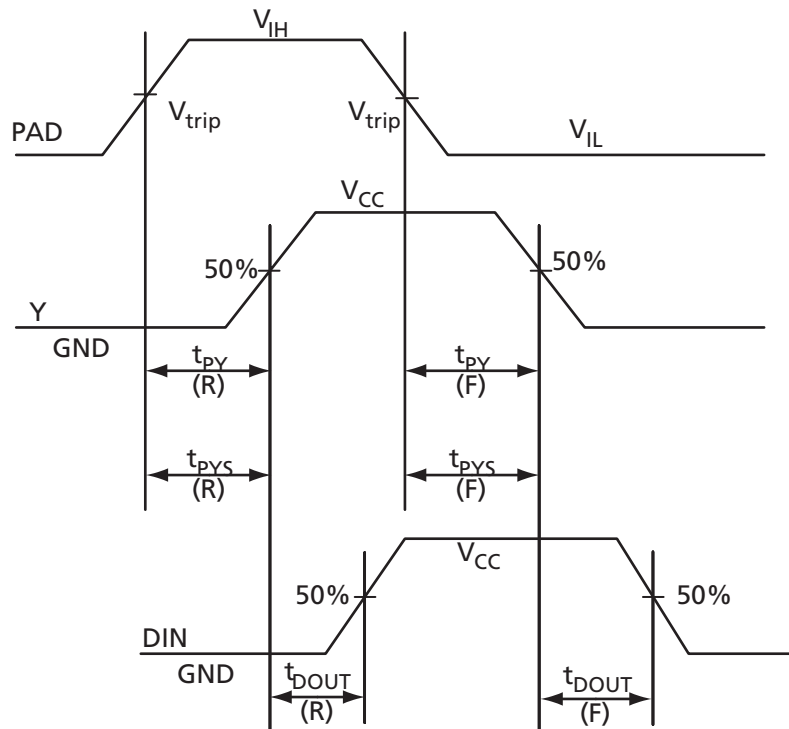 V_IH
V_trip
V_trip
PAD
V_IL
V_CC
50%
50%
Y
GND
t_PY
(R)
t_PY
(F)
t_PYS
(R)
t_PYS
(F)
V_CC
50%
50%
DIN
GND
t_DOUT
(R)
t_DOUT
(F)